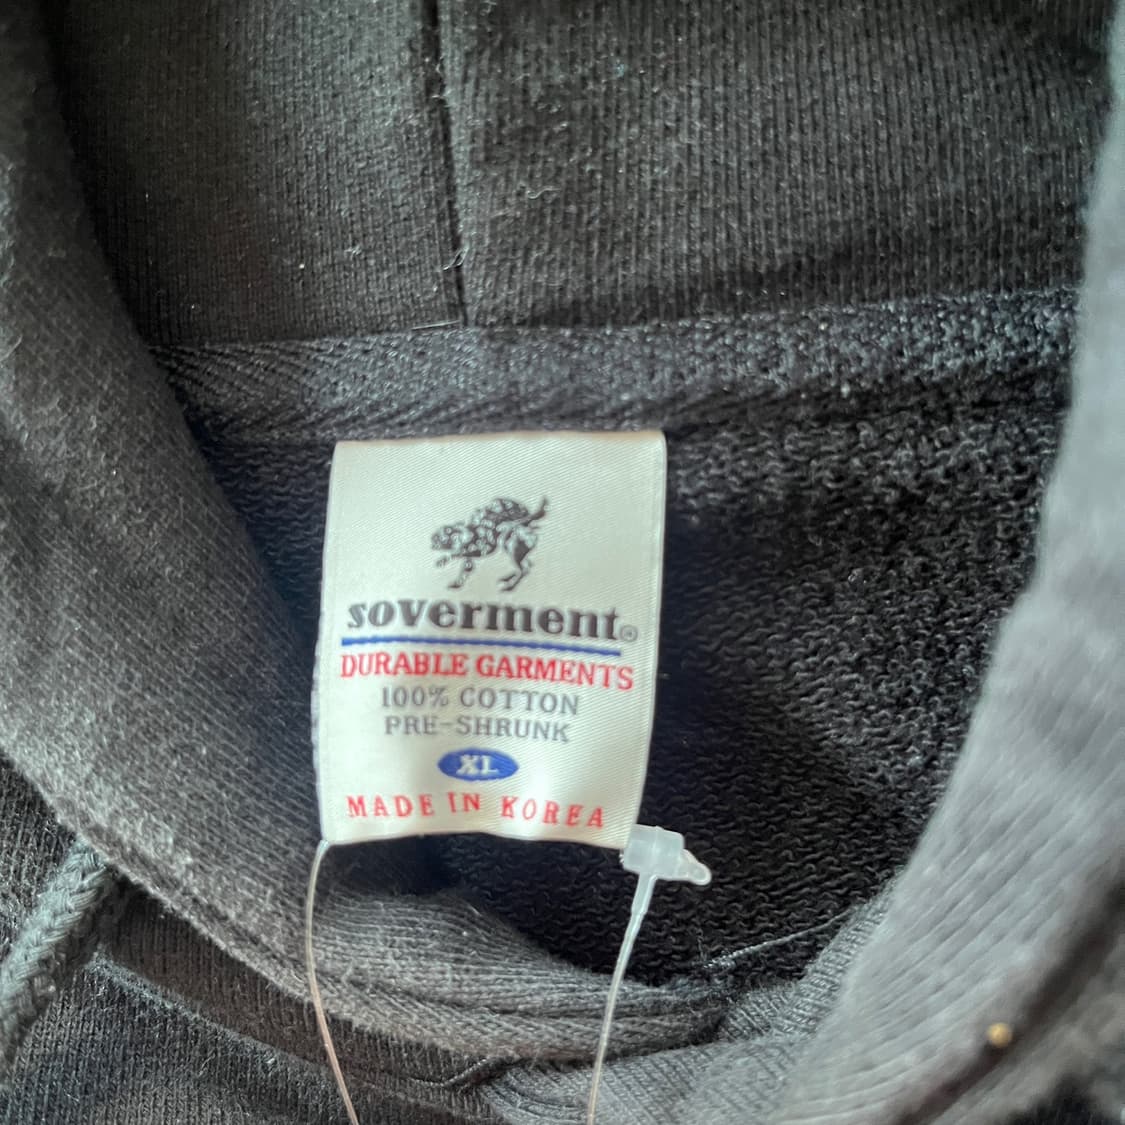 soverment®
DURABLE GARMENTS
100% COTTON
PRE-SHRUNK
XL
MADE IN KOREA